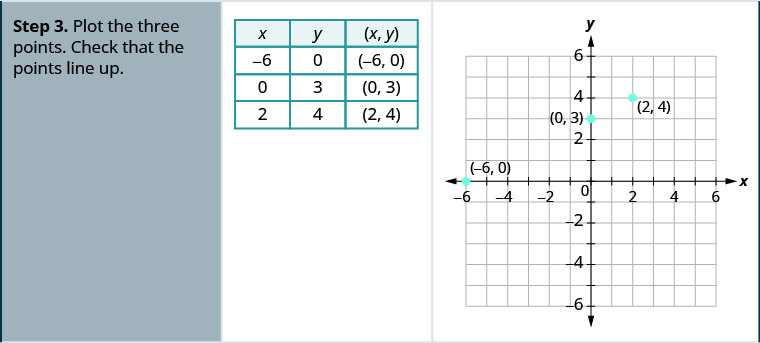 Step 3. Plot the three
points. Check that the
points line up.
x y (x, y)
–6 0 (–6, 0)
0 3 (0, 3)
2 4 (2, 4)
y
6
4
(2, 4)
(0, 3)
2
(–6, 0)
0
x
–6 –4 –2 2 4 6
–2
–4
–6